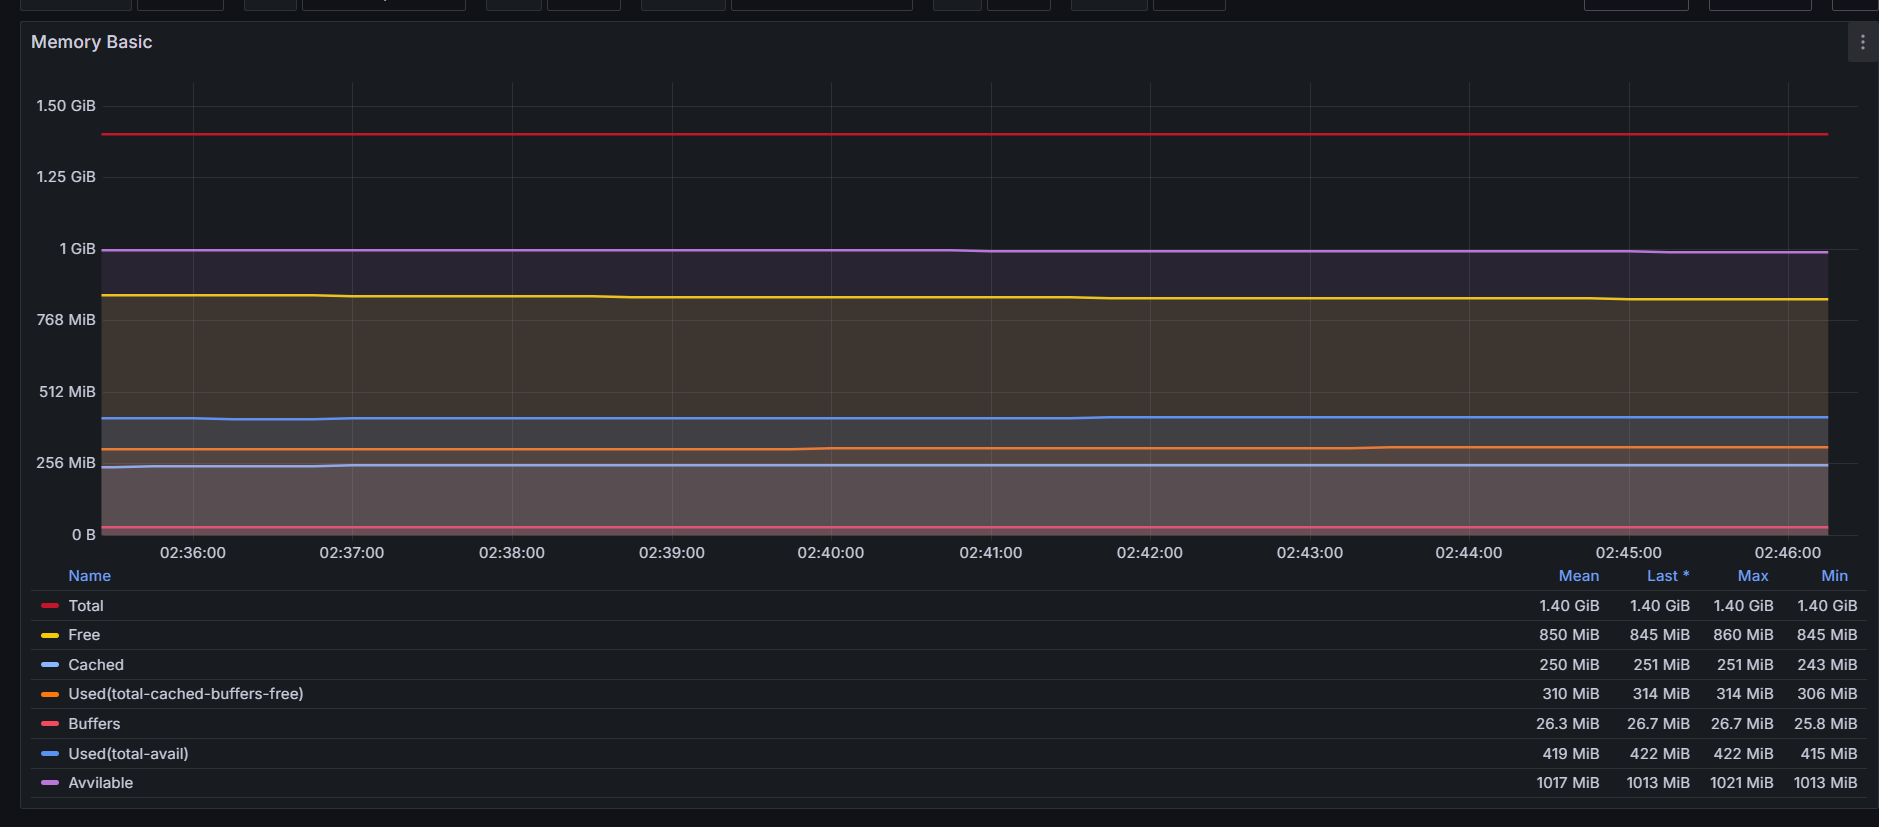 Memory Basic
1.50 GiB
1.25 GiB
1 GiB
768 MiB
512 MiB
256 MiB
0 B
02:36:00 02:37:00 02:38:00 02:39:00 02:40:00 02:41:00 02:42:00 02:43:00 02:44:00 02:45:00 02:46:00
Name Mean Last * Max Min
Total 1.40 GiB 1.40 GiB 1.40 GiB 1.40 GiB
Free 850 MiB 845 MiB 860 MiB 845 MiB
Cached 250 MiB 251 MiB 251 MiB 243 MiB
Used(total-cached-buffers-free) 310 MiB 314 MiB 314 MiB 306 MiB
Buffers 26.3 MiB 26.7 MiB 26.7 MiB 25.8 MiB
Used(total-avail) 419 MiB 422 MiB 422 MiB 415 MiB
Avvilable 1017 MiB 1013 MiB 1021 MiB 1013 MiB